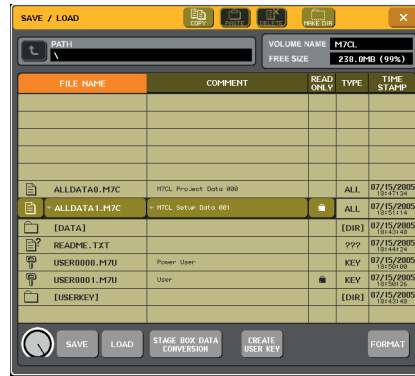 SAVE / LOAD
COPY PASTE DELETE MAKE DIR
PATH
\
VOLUME NAME M7CL
FREE SIZE 238.0MB (99%)
FILE NAME COMMENT READ ONLY TYPE TIME STAMP
ALLDATA0.M7C M7CL Project Data 000 ALL 07/15/2005 18:47:34
ALLDATA1.M7C M7CL Setup Data 001 ALL 07/15/2005 18:51:14
[DATA] [DIR] 07/15/2005 18:43:48
README.TXT ??? 07/15/2005 18:44:24
USER0000.M7U Power User KEY 07/15/2005 18:50:08
USER0001.M7U User KEY 07/15/2005 18:50:26
[USERKEY] [DIR] 07/15/2005 18:43:48
SAVE LOAD STAGE BOX DATA CONVERSION CREATE USER KEY FORMAT